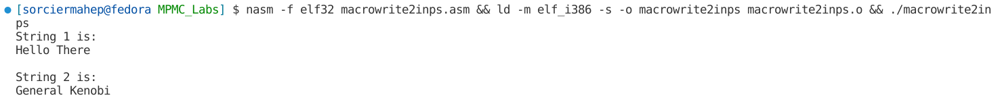 [sorciermahep@fedora MPMC_Labs] $ nasm -f elf32 macrowrite2inps.asm && ld -m elf_i386 -s -o macrowrite2inps macrowrite2inps.o && ./macrowrite2in
ps
String 1 is:
Hello There
String 2 is:
General Kenobi